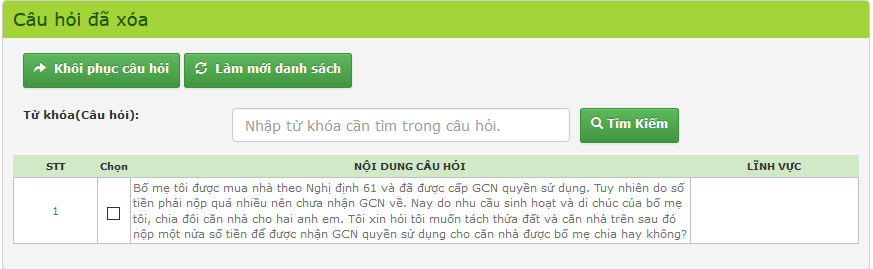 Câu hỏi đã xóa
Khôi phục câu hỏi Làm mới danh sách
Từ khóa(Câu hỏi): Nhập từ khóa cần tìm trong câu hỏi. Tìm Kiếm
STT Chọn NỘI DUNG CÂU HỎI LĨNH VỰC
Bố mẹ tôi được mua nhà theo Nghị định 61 và đã được cấp GCN quyền sử dụng. Tuy nhiên do số
tiền phải nộp quá nhiều nên chưa nhận GCN về. Nay do nhu cầu sinh hoạt và di chúc của bố mẹ
1 tôi, chia đôi căn nhà cho hai anh em. Tôi xin hỏi tôi muốn tách thửa đất và căn nhà trên sau đó
nộp một nửa số tiền để được nhận GCN quyền sử dụng cho căn nhà được bố mẹ chia hay không?